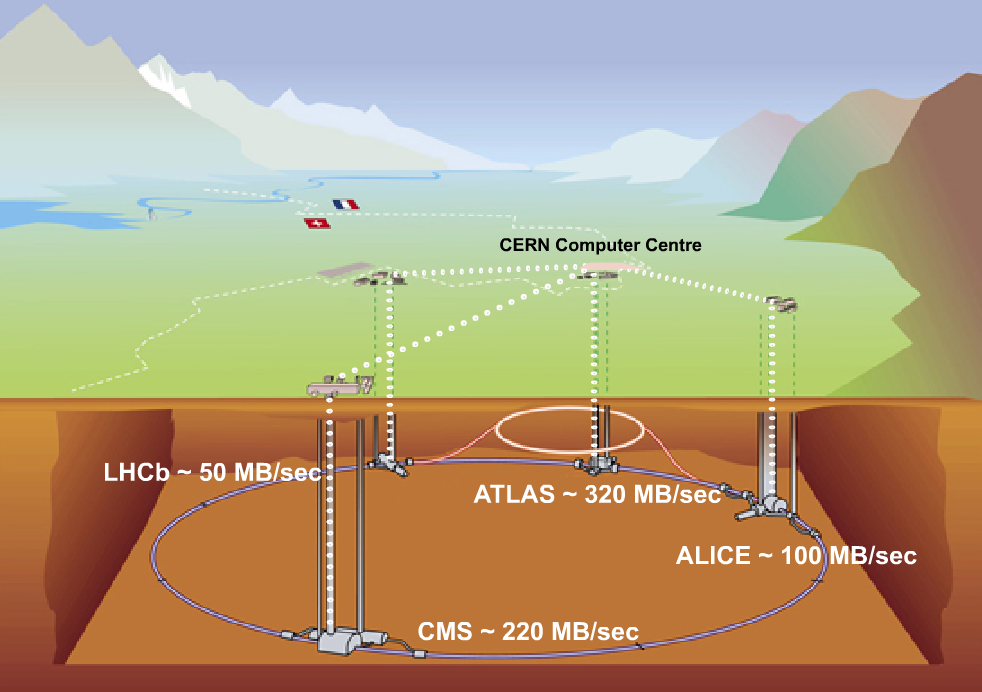 CERN Computer Centre
LHCb ~ 50 MB/sec
ATLAS ~ 320 MB/sec
ALICE ~ 100 MB/sec
CMS ~ 220 MB/sec